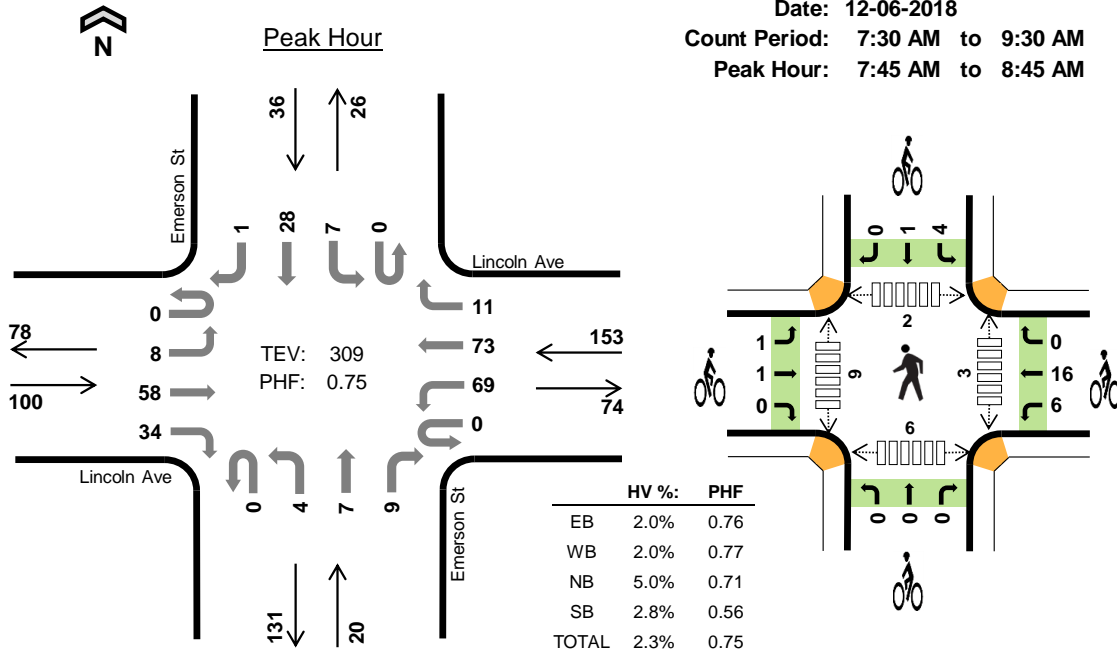 Date: 12-06-2018
Count Period: 7:30 AM to 9:30 AM
Peak Hour: 7:45 AM to 8:45 AM
N
Peak Hour
36
26
Emerson St
1
28
7
0
Lincoln Ave
0
8
58
34
78
100
TEV: 309
PHF: 0.75
11
73
69
0
153
74
Lincoln Ave
0
4
7
9
Emerson St
131
20
HV %: PHF
EB 2.0% 0.76
WB 2.0% 0.77
NB 5.0% 0.71
SB 2.8% 0.56
TOTAL 2.3% 0.75
0
1
4
2
1
1
0
9
3
0
16
6
6
0
0
0